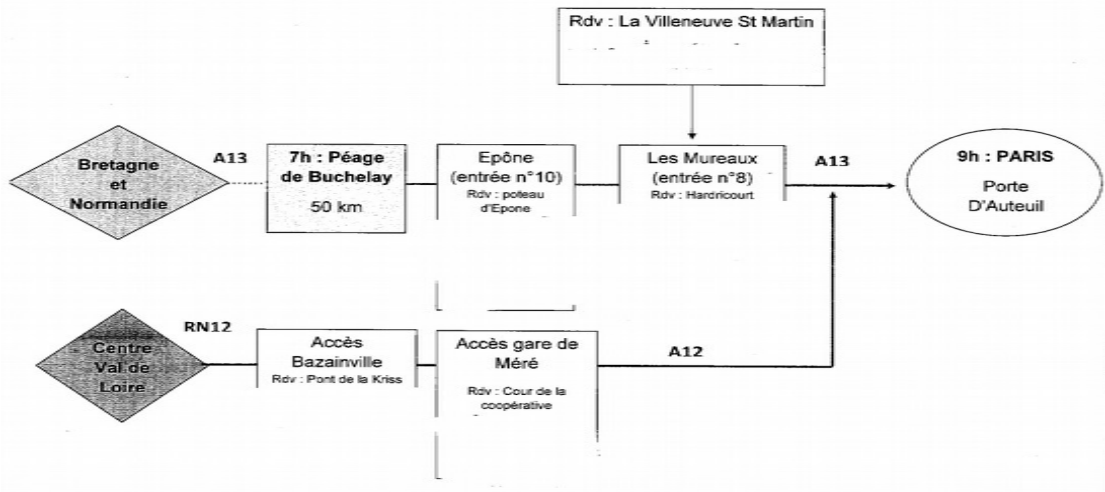 Rdv : La Villeneuve St Martin
Bretagne
et
Normandie
A13
7h : Péage
de Buchelay
50 km
Epône
(entrée n°10)
Rdv : poteau
d'Epone
Les Mureaux
(entrée n°8)
Rdv : Hardricourt
A13
9h : PARIS
Porte
D'Auteuil
Centre
Val de
Loire
RN12
Accès
Bazainville
Rdv : Pont de la Kriss
Accès gare de
Méré
Rdv : Cour de la
coopérative
A12